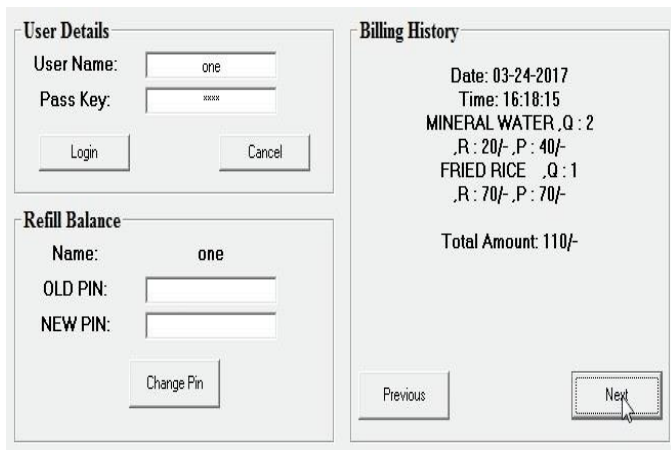 User Details
User Name: one
Pass Key: xxxx
Login Cancel
Refill Balance
Name: one
OLD PIN:
NEW PIN:
Change Pin
Billing History
Date: 03-24-2017
Time: 16:18:15
MINERAL WATER ,Q : 2
,R : 20/- ,P : 40/-
FRIED RICE ,Q : 1
,R : 70/- ,P : 70/-
Total Amount: 110/-
Previous Next